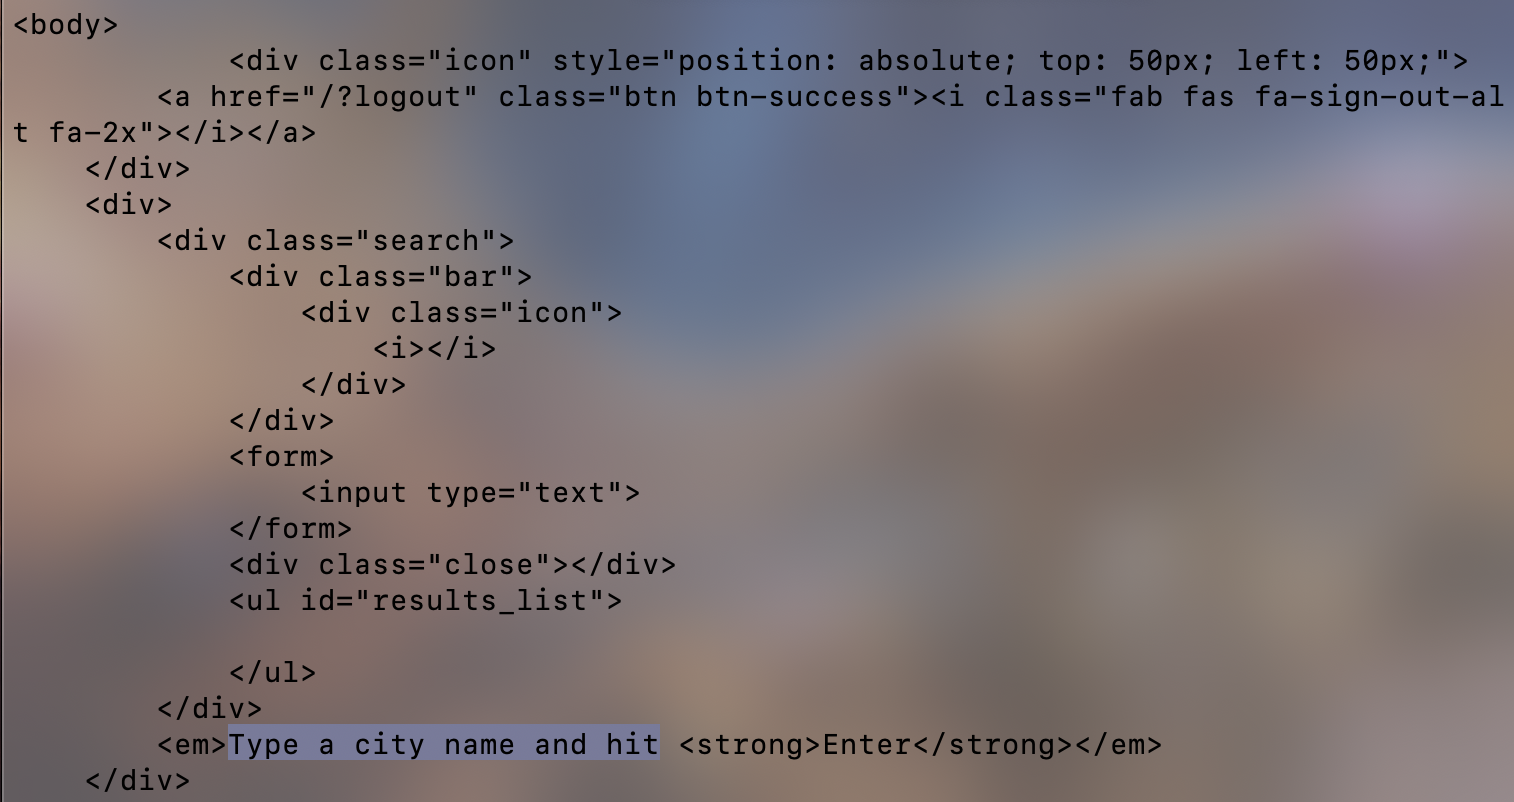 <body>
            <div class="icon" style="position: absolute; top: 50px; left: 50px;">
        <a href="/?logout" class="btn btn-success"><i class="fab fas fa-sign-out-al
t fa-2x"></i></a>
    </div>
    <div>
        <div class="search">
            <div class="bar">
                <div class="icon">
                    <i></i>
                </div>
            </div>
            <form>
                <input type="text">
            </form>
            <div class="close"></div>
            <ul id="results_list">

            </ul>
        </div>
        <em>Type a city name and hit <strong>Enter</strong></em>
    </div>